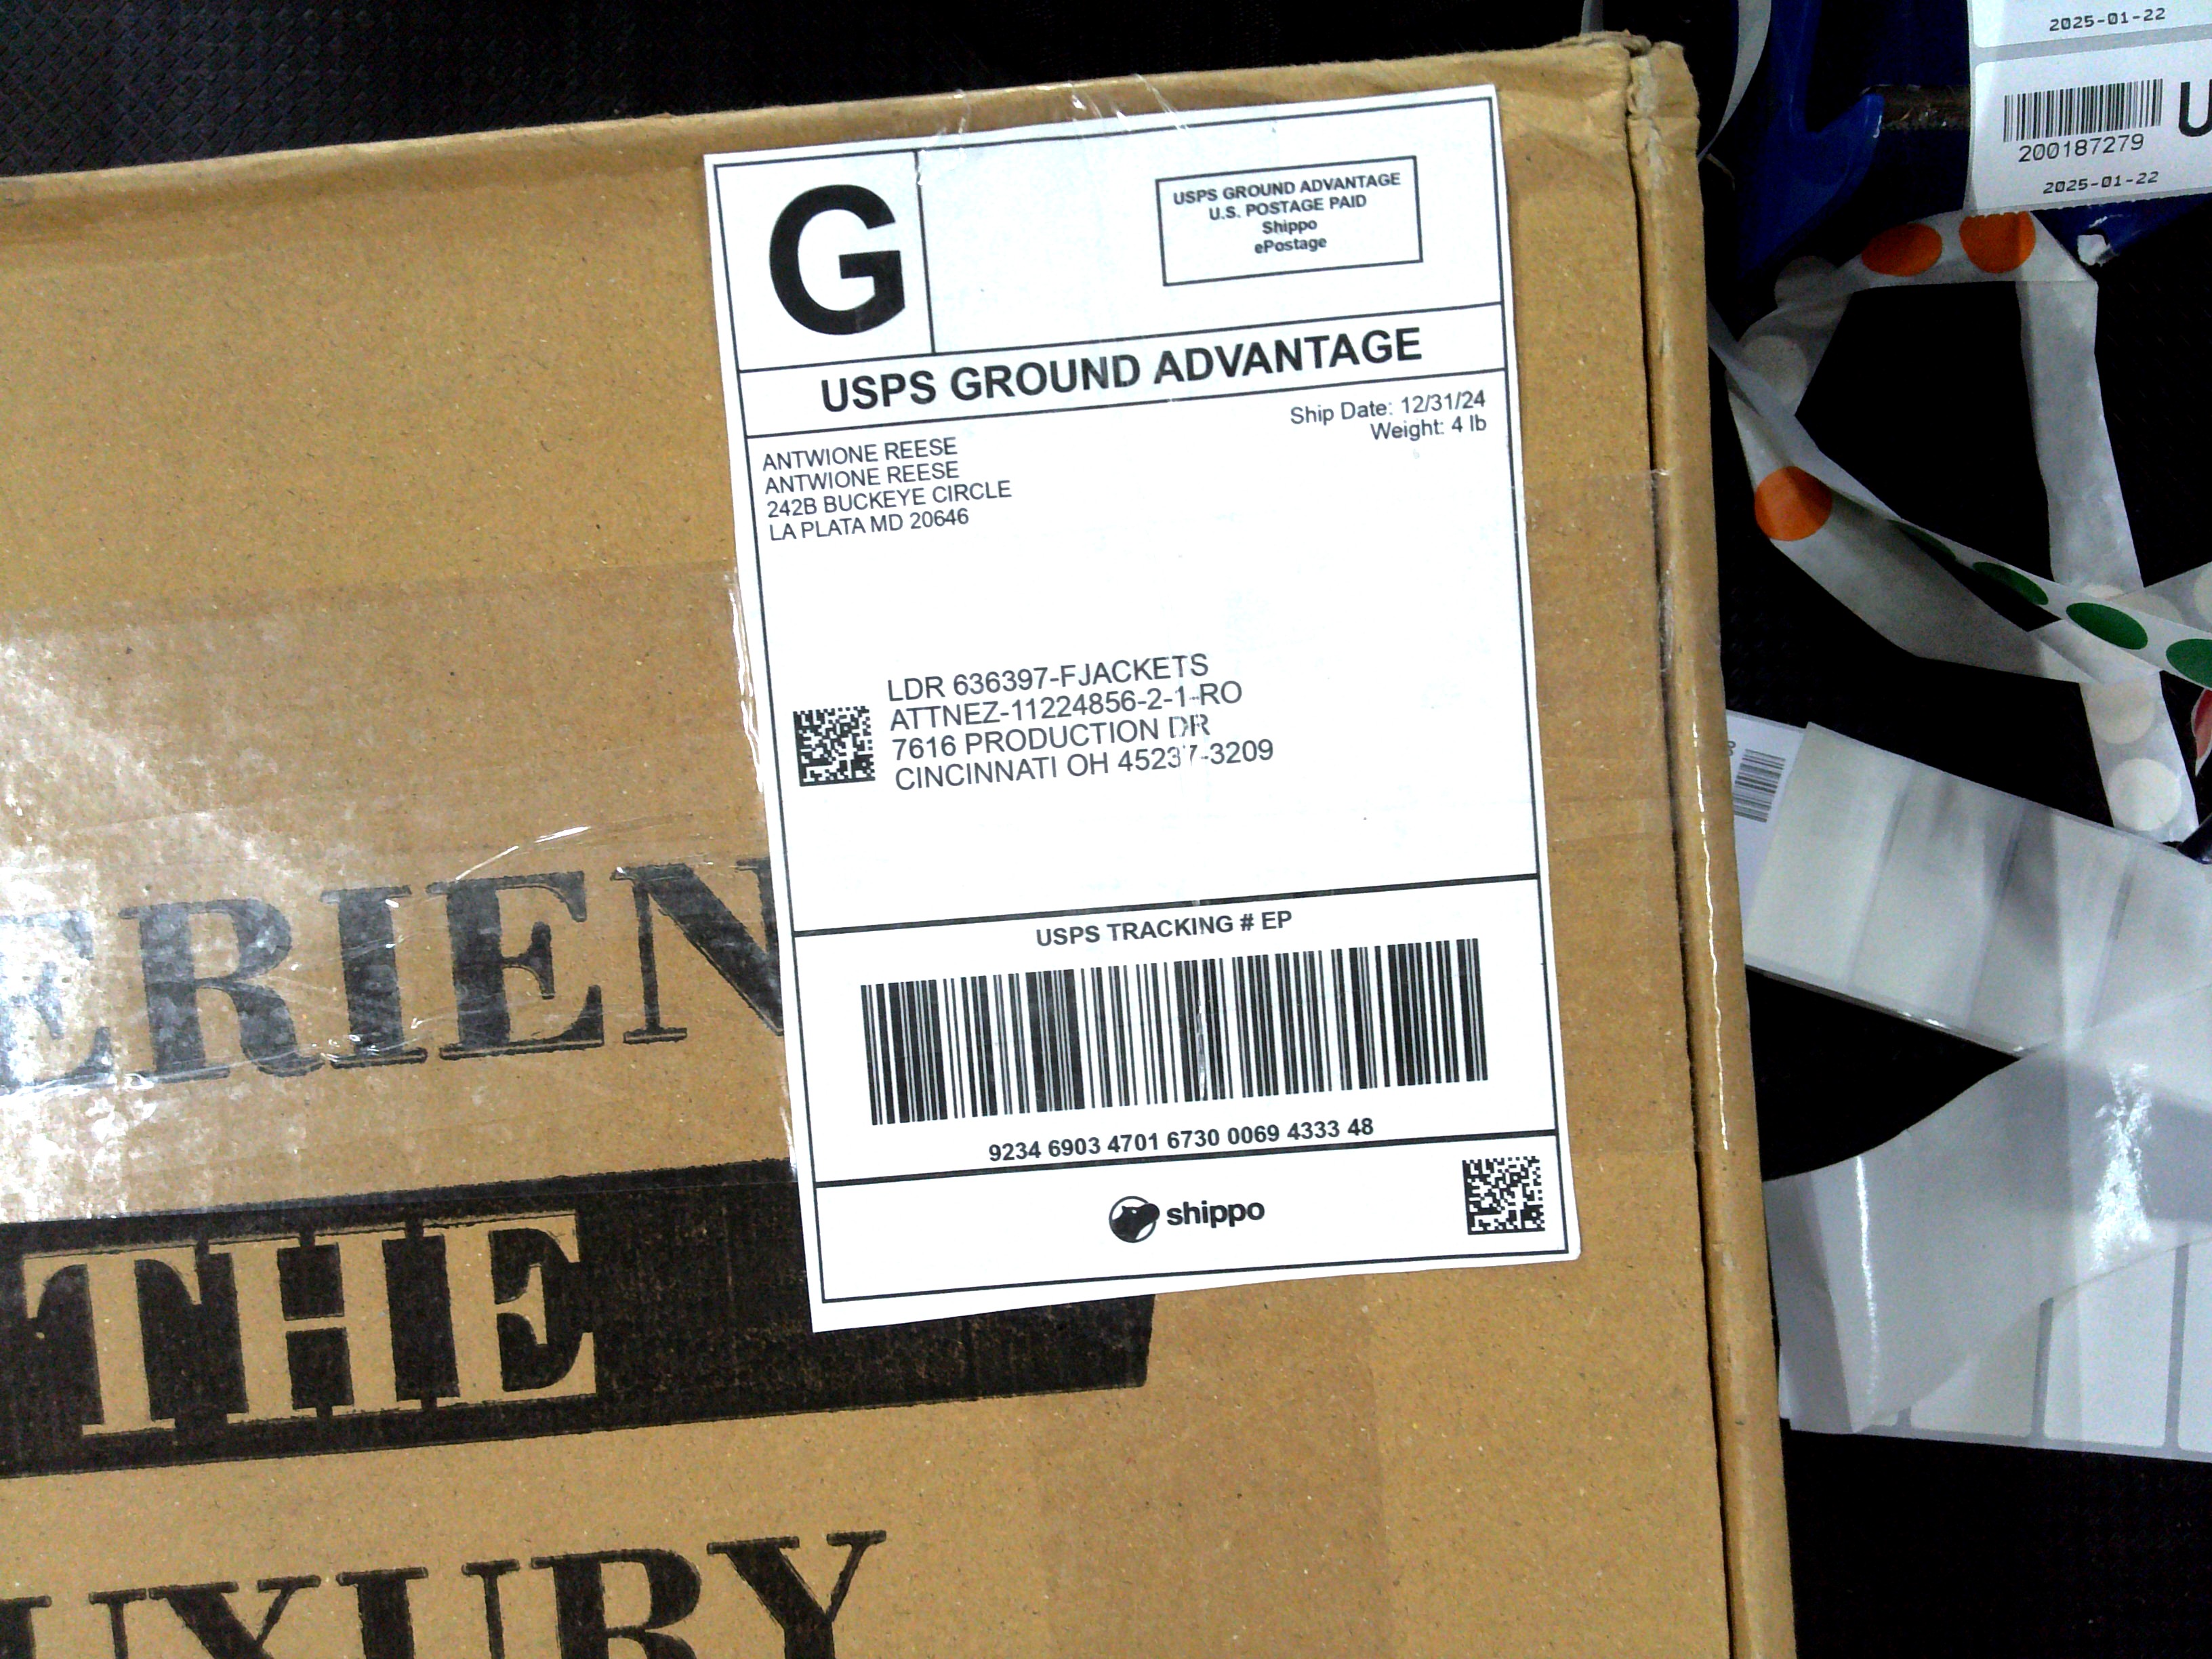 G
USPS GROUND ADVANTAGE
U.S. POSTAGE PAID
Shippo
ePostage
USPS GROUND ADVANTAGE
Ship Date: 12/31/24
Weight: 4 lb
ANTWIONE REESE
ANTWIONE REESE
242B BUCKEYE CIRCLE
LA PLATA MD 20646
LDR 636397-FJACKETS
ATTNEZ-11224856-2-1-RO
7616 PRODUCTION DR
CINCINNATI OH 45237-3209
USPS TRACKING # EP
9234 6903 4701 6730 0069 4333 48
shippo
ERIEN
THE
UXURY
2025-01-22
200187279
U
2025-01-22